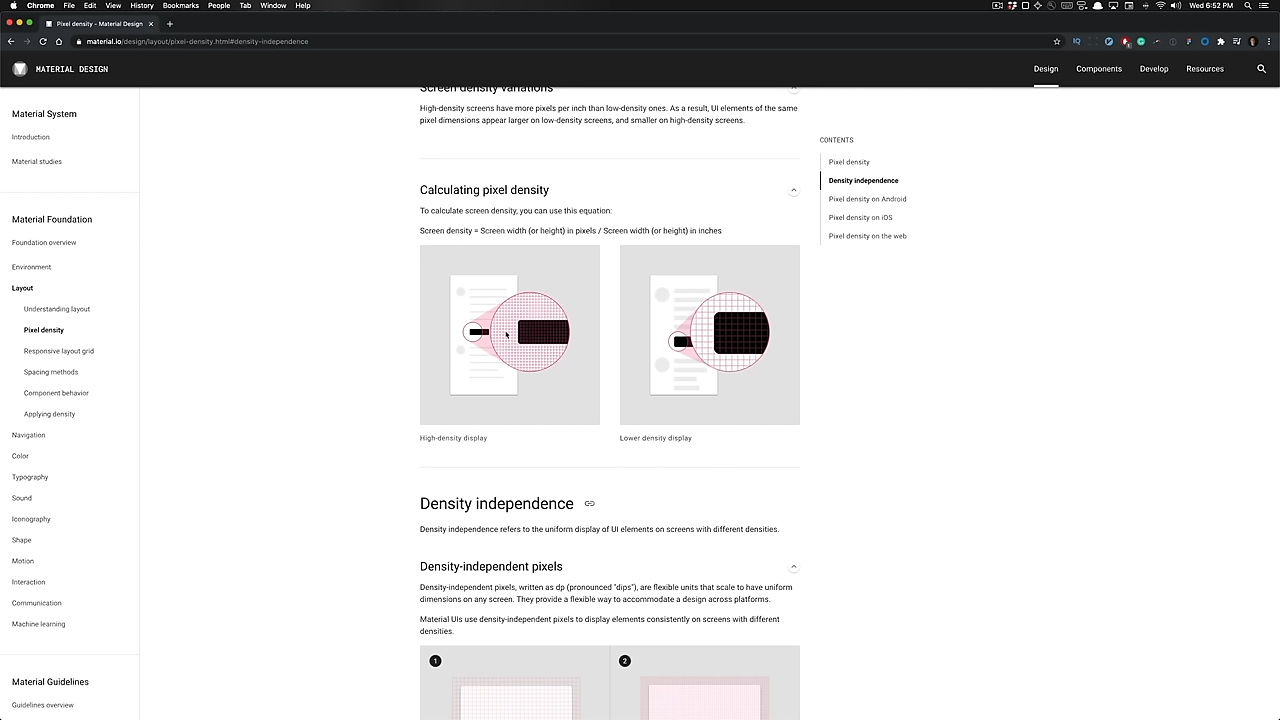 Chrome File Edit View History Bookmarks People Tab Window Help
Wed 6:52 PM
Pixel density - Material Design
material.io/design/layout/pixel-density.html#density-independence
MATERIAL DESIGN
Design Components Develop Resources
Material System
Introduction
Material studies
Material Foundation
Foundation overview
Environment
Layout
Understanding layout
Pixel density
Responsive layout grid
Spacing methods
Component behavior
Applying density
Navigation
Color
Typography
Sound
Iconography
Shape
Motion
Interaction
Communication
Machine learning
Material Guidelines
Guidelines overview
Screen density variations
High-density screens have more pixels per inch than low-density ones. As a result, UI elements of the same
pixel dimensions appear larger on low-density screens, and smaller on high-density screens.
Calculating pixel density
To calculate screen density, you can use this equation:
Screen density = Screen width (or height) in pixels / Screen width (or height) in inches
High-density display
Lower density display
Density independence
Density independence refers to the uniform display of UI elements on screens with different densities.
Density-independent pixels
Density-independent pixels, written as dp (pronounced "dips"), are flexible units that scale to have uniform
dimensions on any screen. They provide a flexible way to accommodate a design across platforms.
Material UIs use density-independent pixels to display elements consistently on screens with different
densities.
1
2
CONTENTS
Pixel density
Density independence
Pixel density on Android
Pixel density on iOS
Pixel density on the web